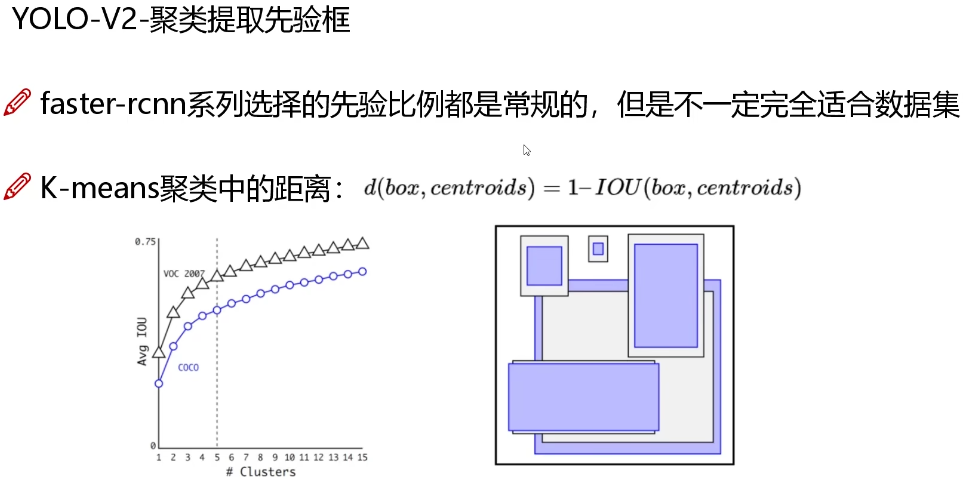 YOLO-V2-聚类提取先验框
faster-rcnn系列选择的先验比例都是常规的，但是不一定完全适合数据集
K-means聚类中的距离： d(box, centroids) = 1–IOU(box, centroids)
0.75
VOC 2007
Avg IOU
COCO
0
1 2 3 4 5 6 7 8 9 10 11 12 13 14 15
# Clusters